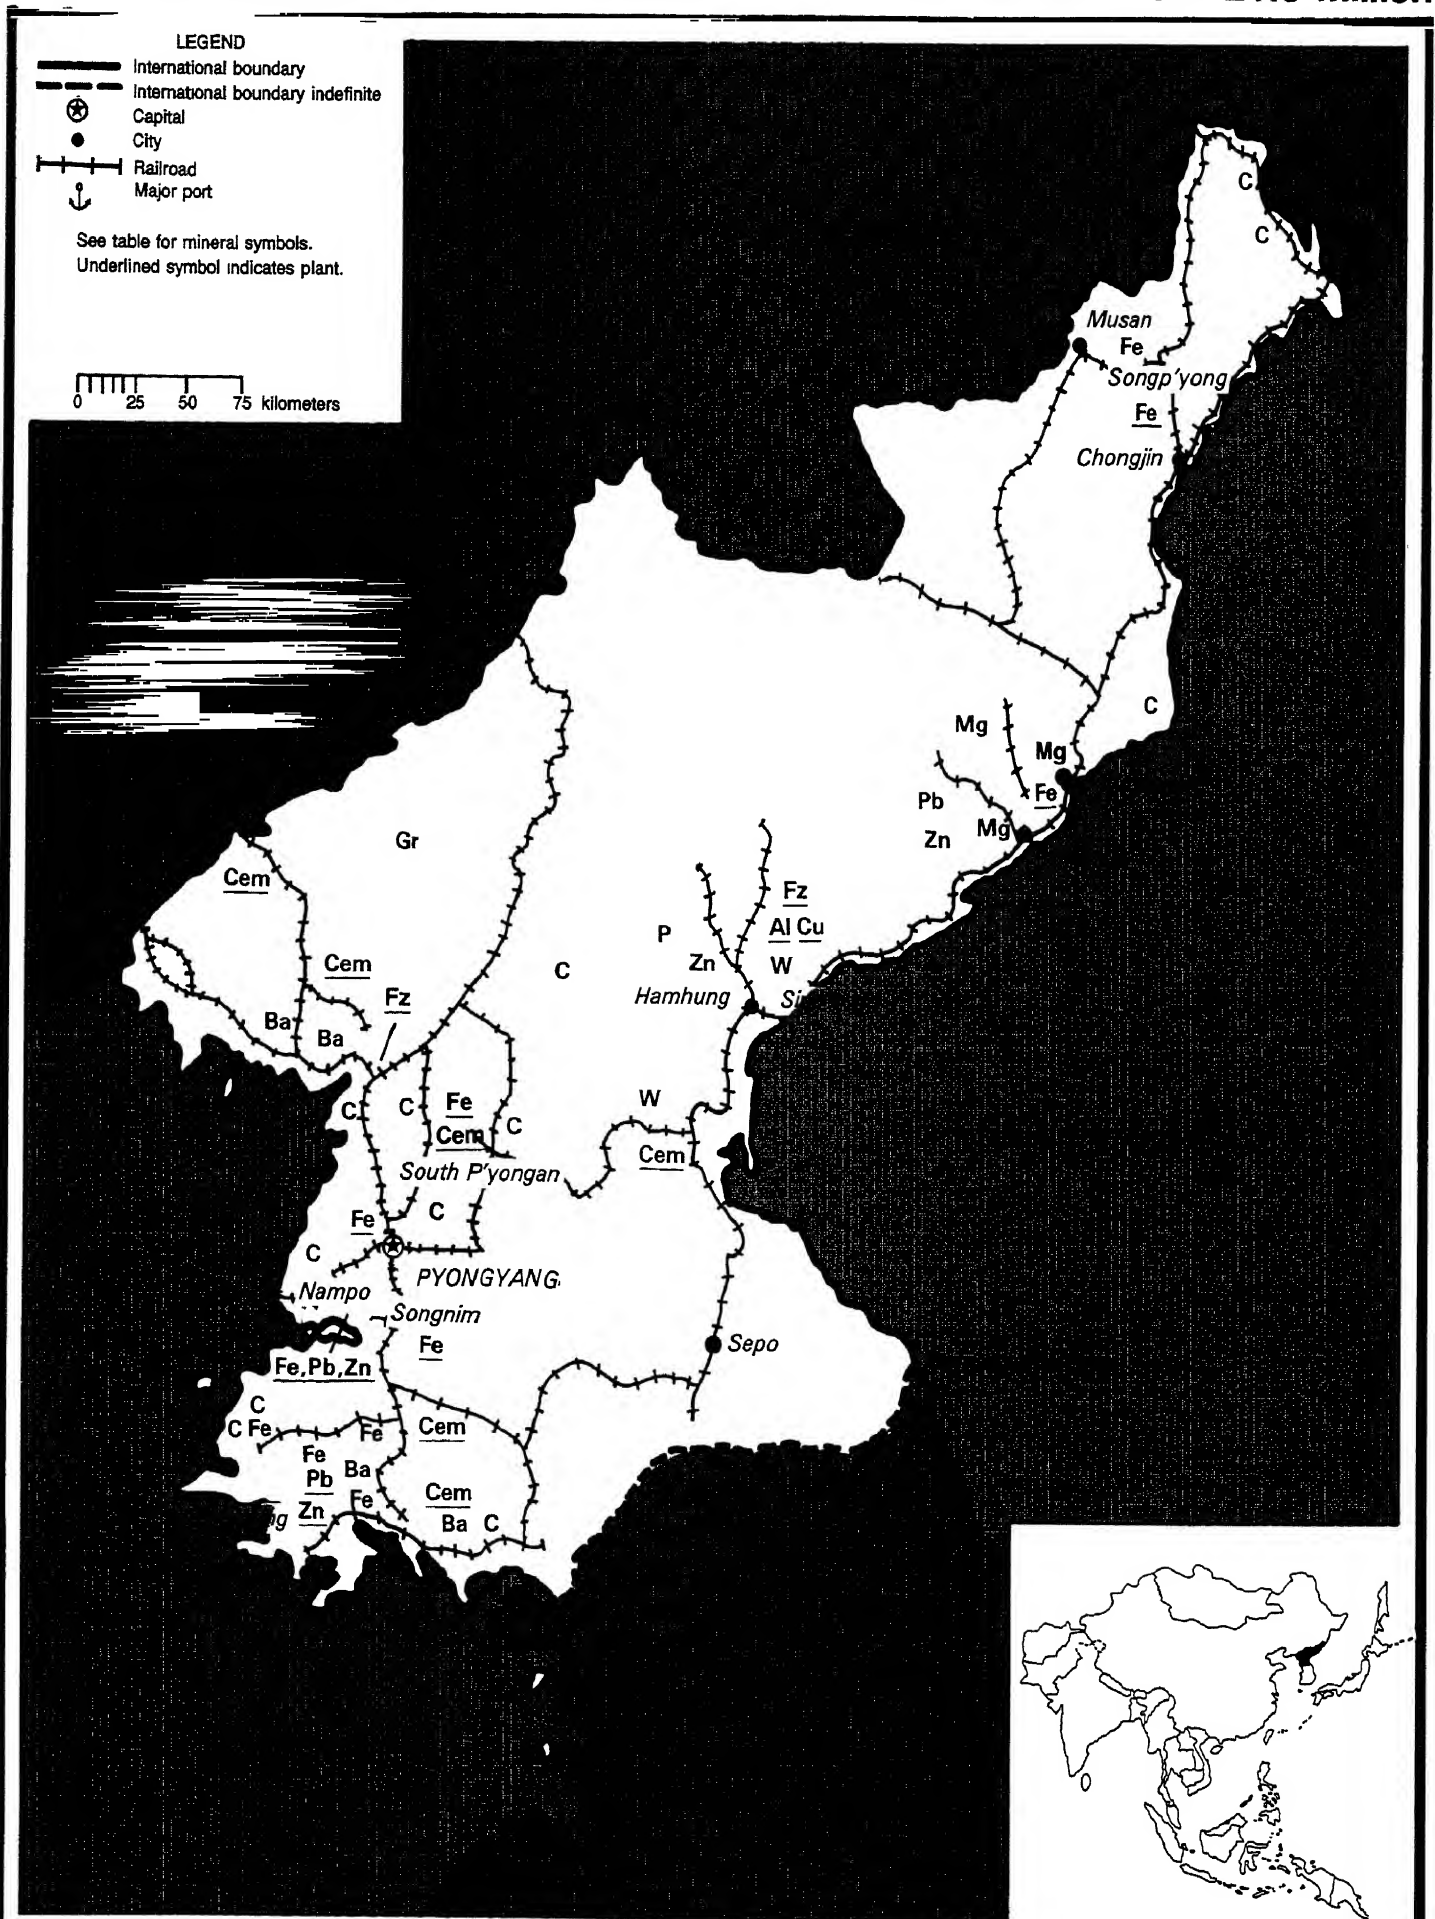 LEGEND
International boundary
International boundary indefinite
Capital
City
Railroad
Major port
See table for mineral symbols.
Underlined symbol indicates plant.
0 25 50 75 kilometers
C
C
Musan
Fe
Songp'yong
Fe
Chongjin
C
Mg
Mg
Fe
Pb
Mg
Zn
Gr
Cem
Fz
Al Cu
P
Zn
W
C
Cem
Hamhung
Fz
Ba
Ba
C
C
Fe
C
Cem
W
Cem
South P'yongan
C
Fe
C
PYONGYANG
Nampo
Songnim
Fe
Sepo
Fe, Pb, Zn
C
C Fe
Fe
Cem
Fe
Pb
Ba
Fe
Cem
Zn
Ba
C